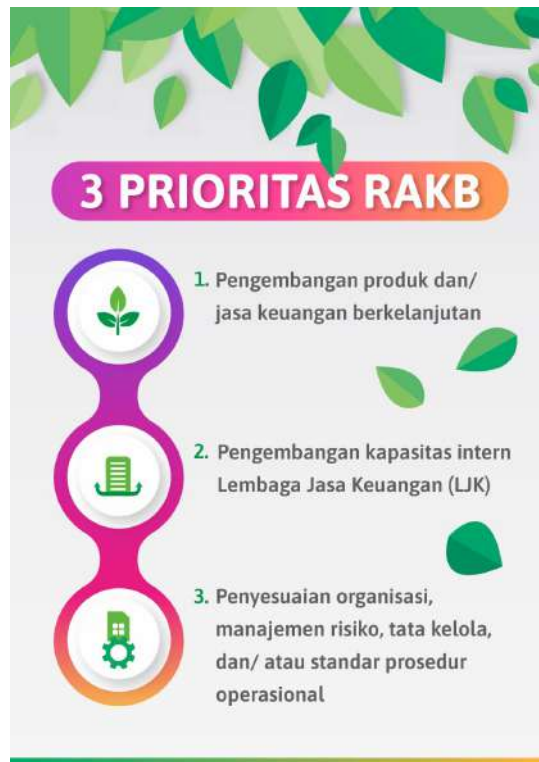 3 PRIORITAS RAKB
1. Pengembangan produk dan/
jasa keuangan berkelanjutan
2. Pengembangan kapasitas intern
Lembaga Jasa Keuangan (LJK)
3. Penyesuaian organisasi,
manajemen risiko, tata kelola,
dan/ atau standar prosedur
operasional